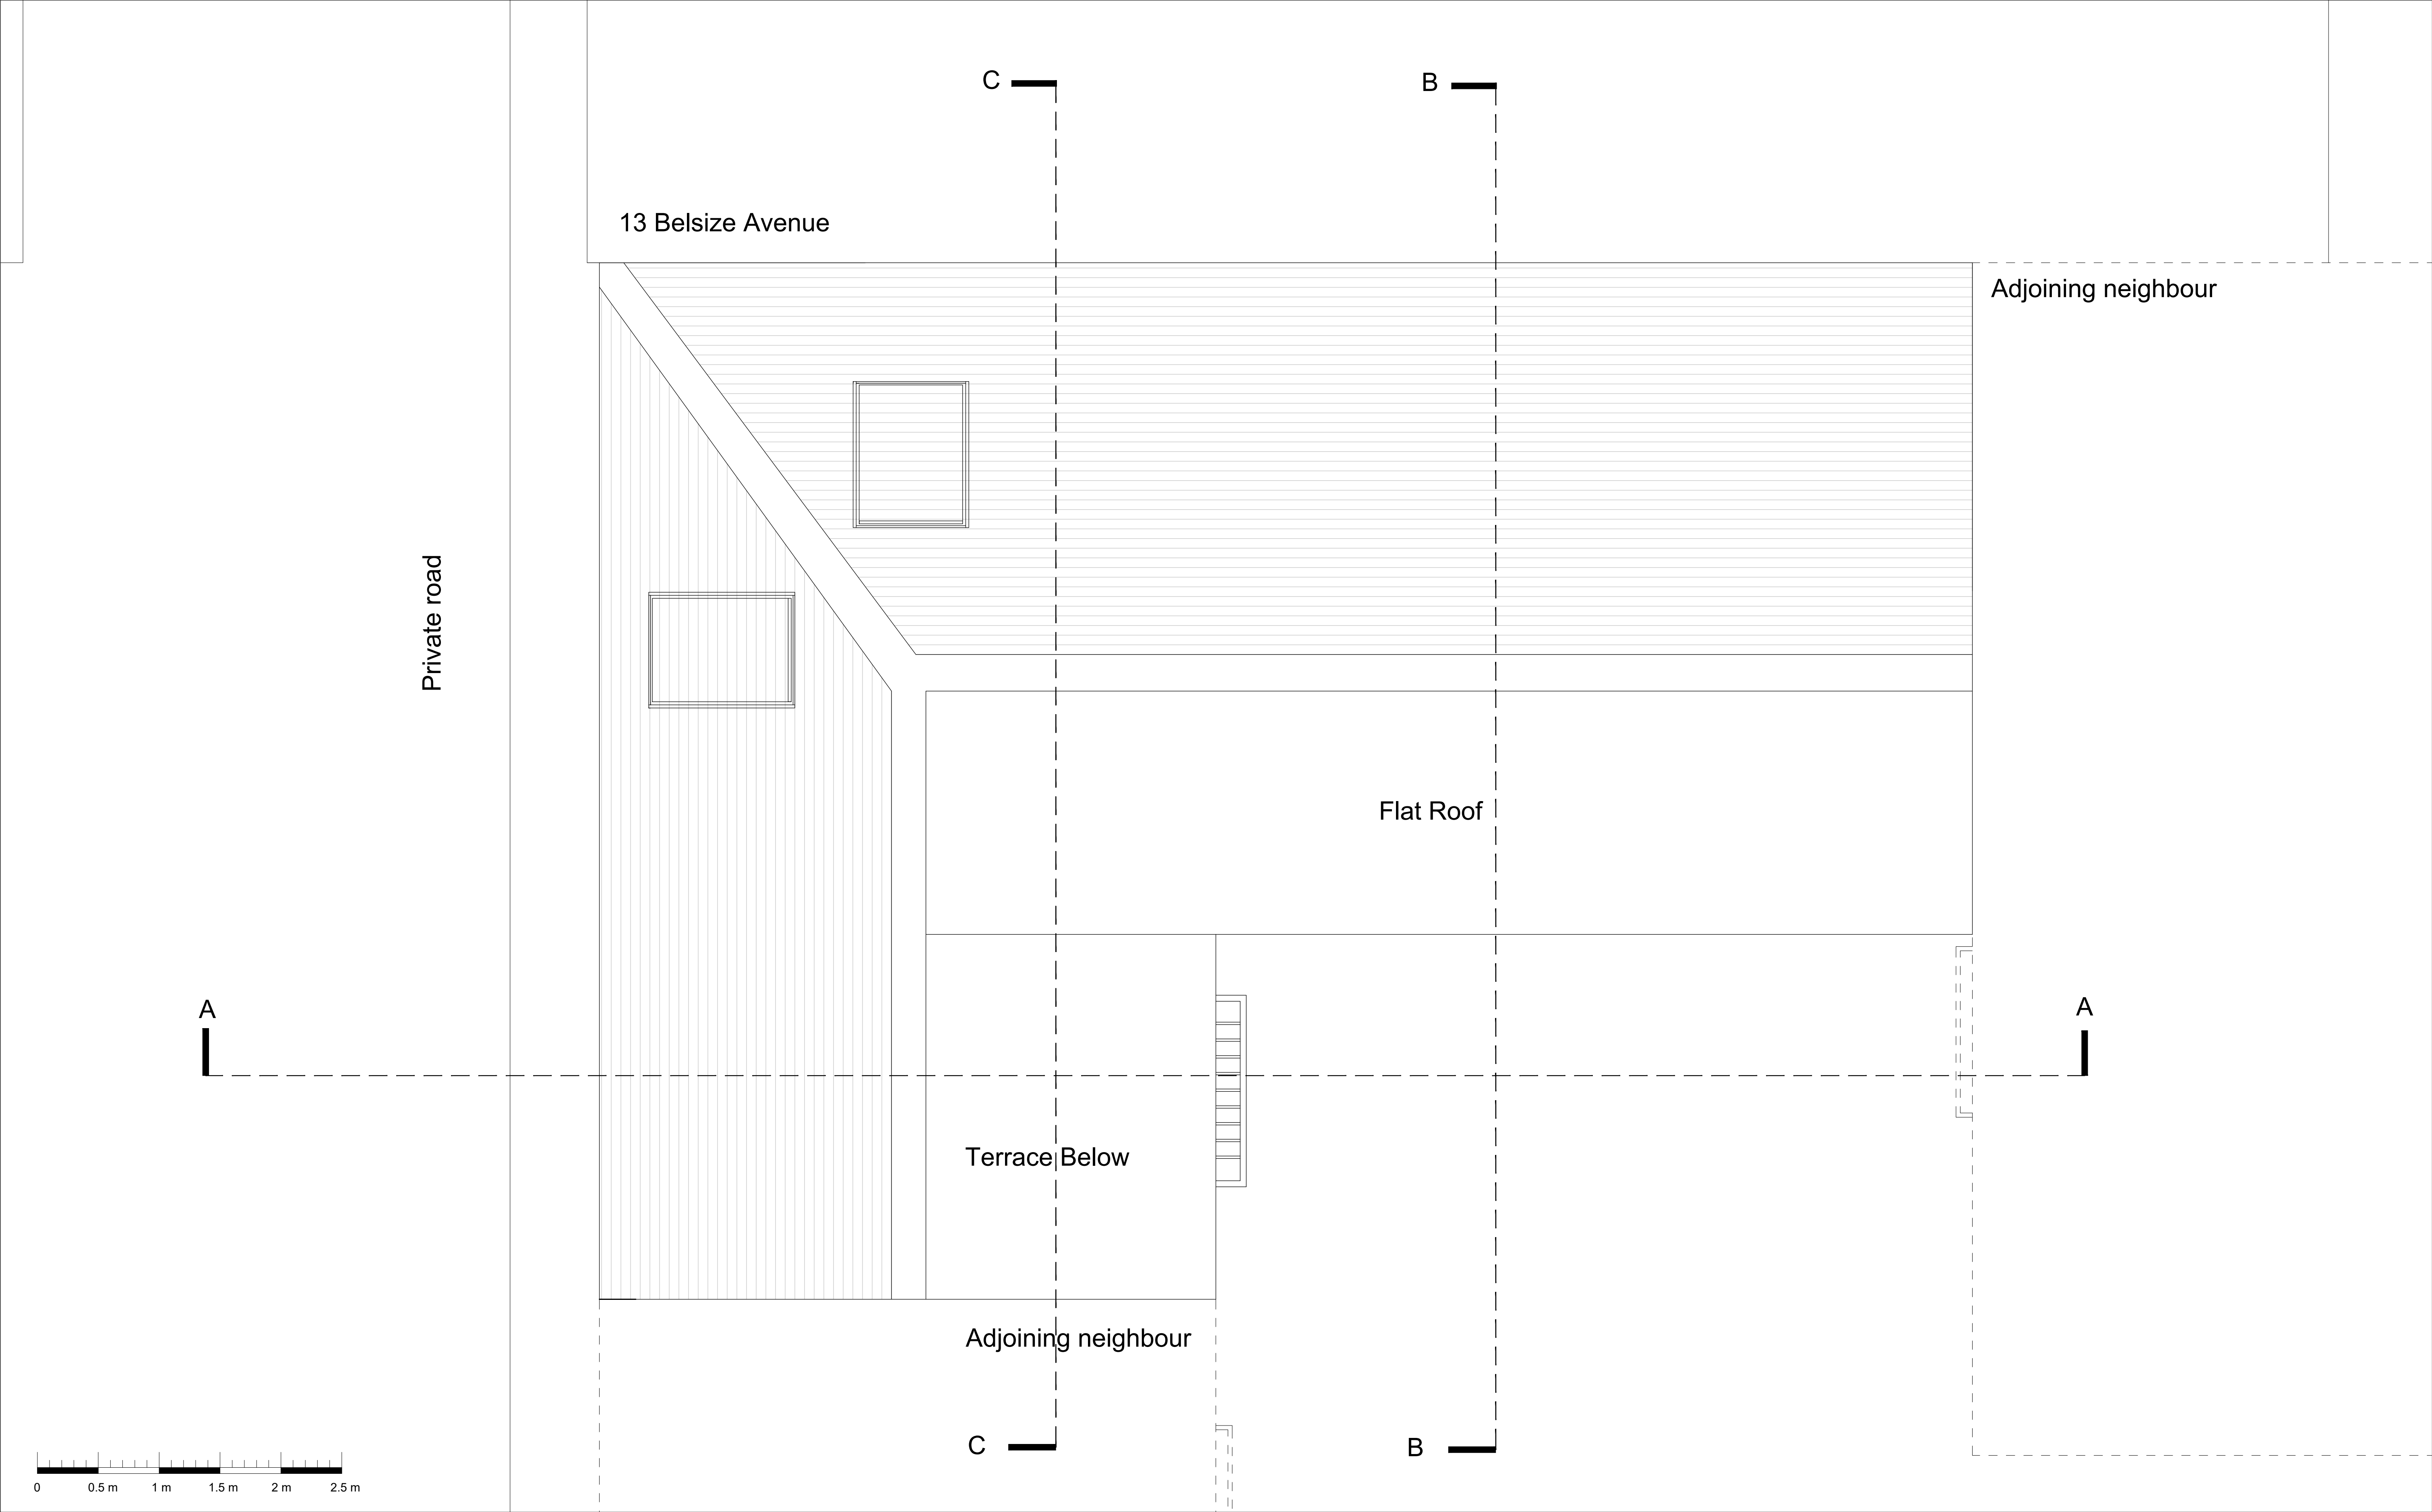 C
B
13 Belsize Avenue
Adjoining neighbour
Private road
Flat Roof
A
A
Terrace Below
Adjoining neighbour
C
B
0 0.5 m 1 m 1.5 m 2 m 2.5 m